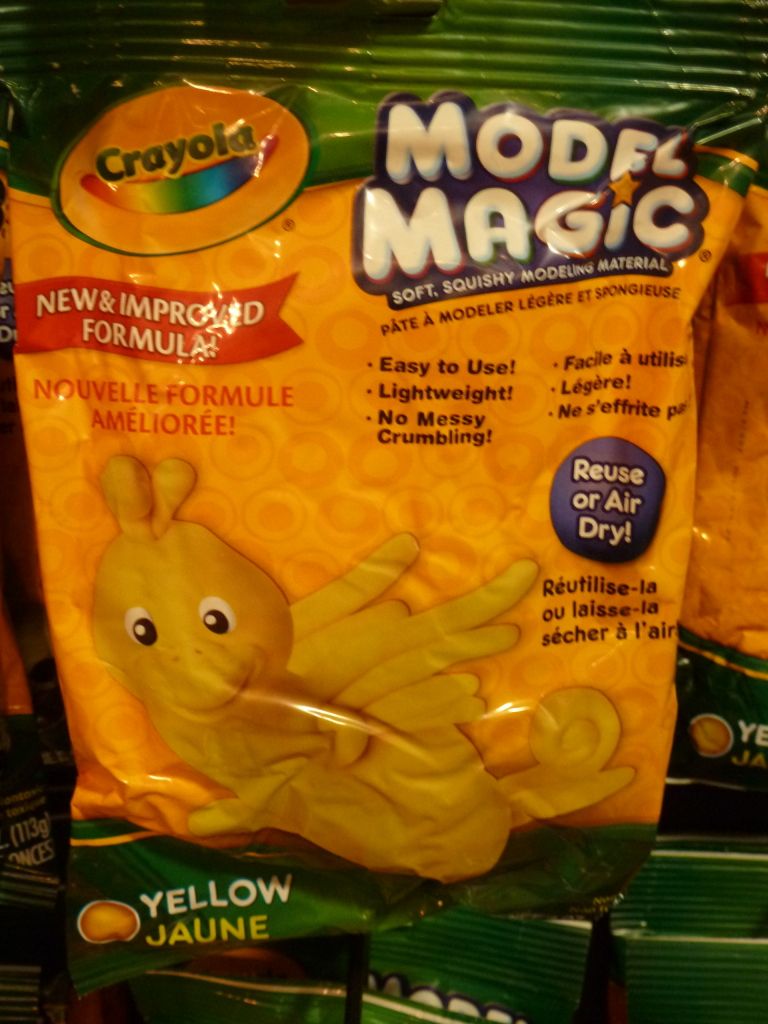 Crayola
MODEL
MAGIC
SOFT, SQUISHY MODELING MATERIAL
PÂTE À MODELER LÉGÈRE ET SPONGIEUSE
NEW & IMPROVED
FORMULA!
NOUVELLE FORMULE
AMÉLIORÉE!
· Easy to Use!
· Lightweight!
· No Messy
Crumbling!
· Facile à utilis
· Légère!
· Ne s'effrite pa
Reuse
or Air
Dry!
Réutilise-la
ou laisse-la
sécher à l'air
YELLOW
JAUNE
YE
JA
(113g)
ONCES